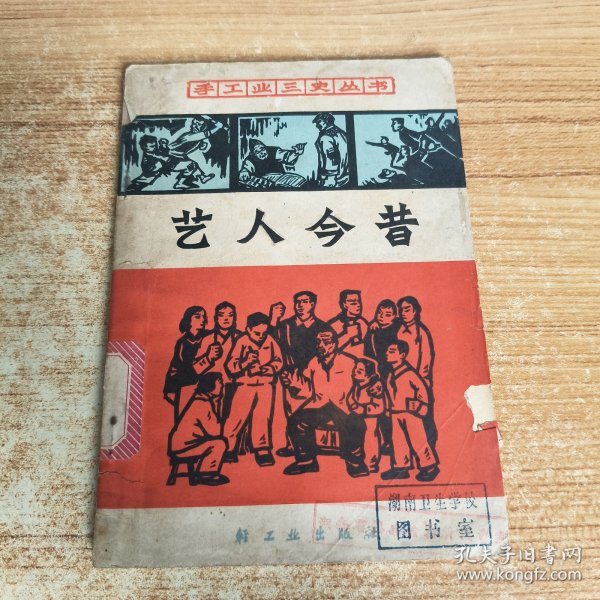 手工业三史丛书
艺人今昔
轻工业出版社
湖南卫生学校
图书室
孔夫子旧书网
www.kongfz.com